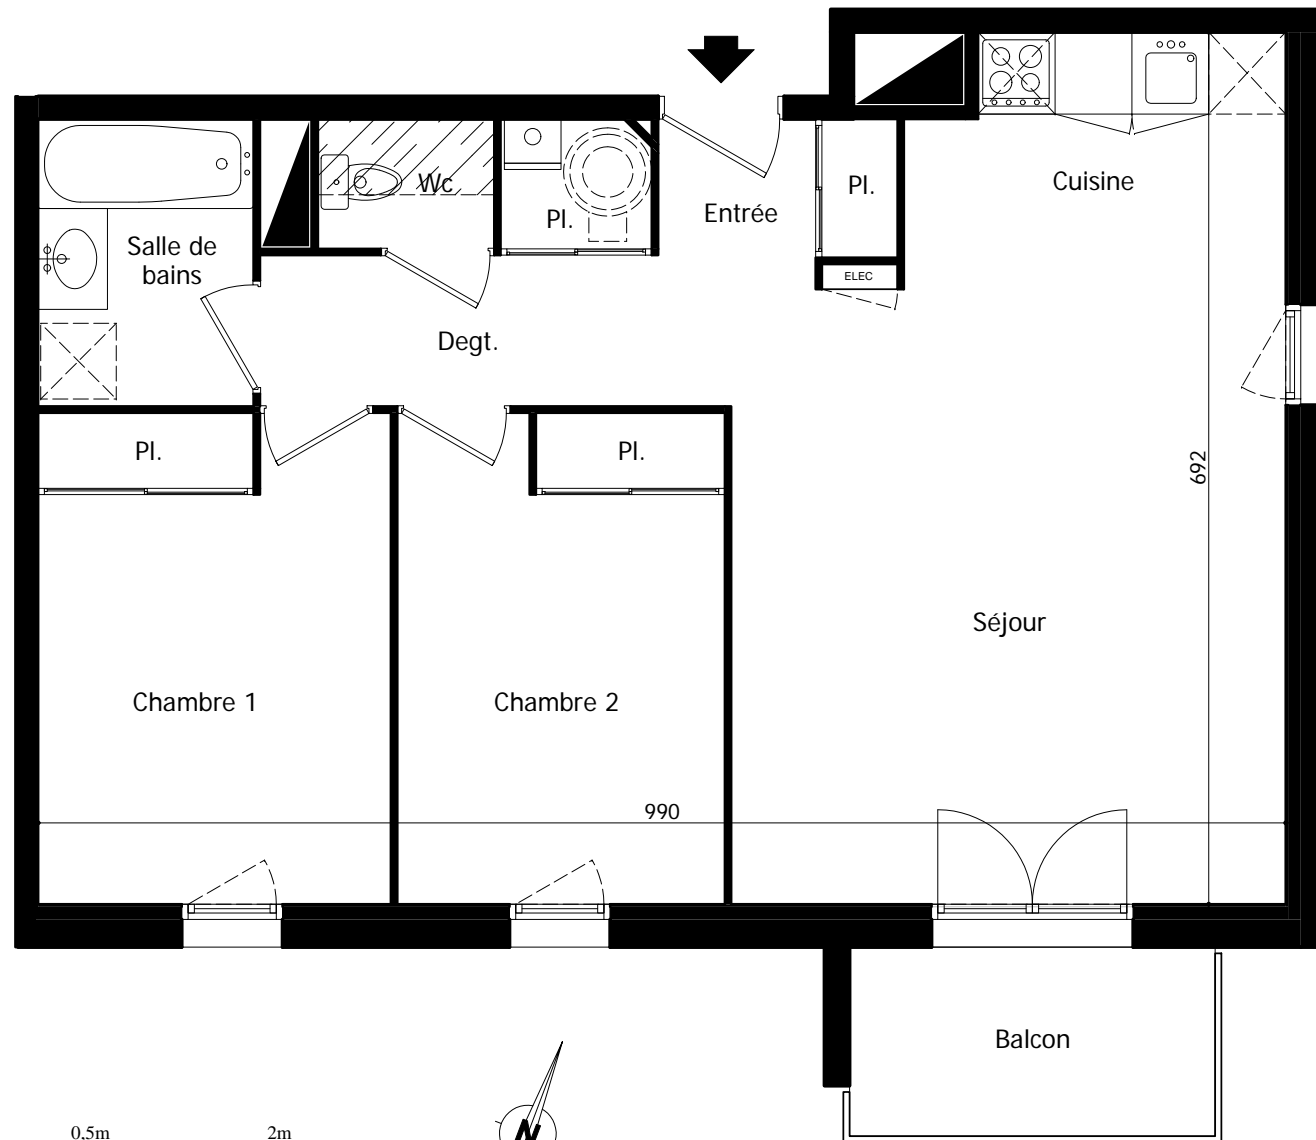 Cuisine
Wc
Pl.
Entrée
Pl.
Salle de
bains
ELEC
Degt.
Pl.
Pl.
692
Séjour
Chambre 1
Chambre 2
990
Balcon
0,5m
2m
N